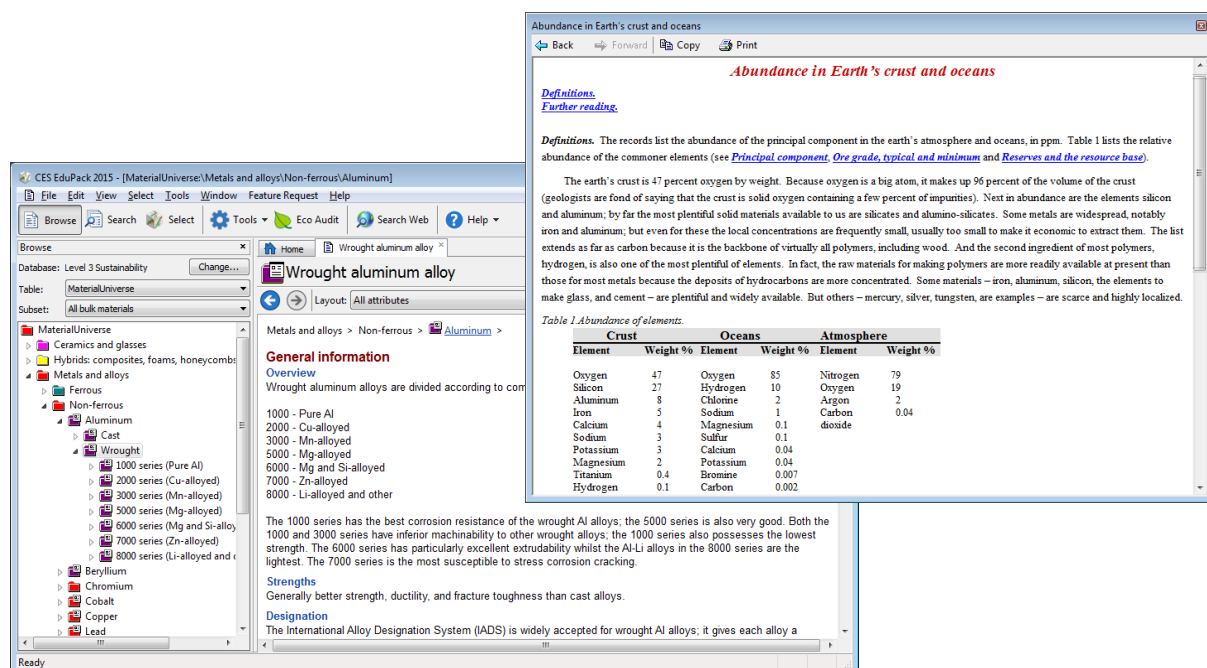 Abundance in Earth's crust and oceans
Back Forward Copy Print
Abundance in Earth's crust and oceans
Definitions.
Further reading.
Definitions. The records list the abundance of the principal component in the earth's atmosphere and oceans, in ppm. Table 1 lists the relative
abundance of the commoner elements (see Principal component, Ore grade, typical and minimum and Reserves and the resource base).
The earth's crust is 47 percent oxygen by weight. Because oxygen is a big atom, it makes up 96 percent of the volume of the crust
(geologists are fond of saying that the crust is solid oxygen containing a few percent of impurities). Next in abundance are the elements silicon
and aluminum; by far the most plentiful solid materials available to us are silicates and alumino-silicates. Some metals are widespread, notably
iron and aluminum; but even for these the local concentrations are frequently small, usually too small to make it economic to extract them. The list
extends as far as carbon because it is the backbone of virtually all polymers, including wood. And the second ingredient of most polymers,
hydrogen, is also one of the most plentiful of elements. In fact, the raw materials for making polymers are more readily available at present than
those for most metals because the deposits of hydrocarbons are more concentrated. Some materials – iron, aluminum, silicon, the elements to
make glass, and cement – are plentiful and widely available. But others – mercury, silver, tungsten, are examples – are scarce and highly localized.
Table 1.Abundance of elements.
Crust Oceans Atmosphere
Element Weight % Element Weight % Element Weight %
Oxygen 47 Oxygen 85 Nitrogen 79
Silicon 27 Hydrogen 10 Oxygen 19
Aluminum 8 Chlorine 2 Argon 2
Iron 5 Sodium 1 Carbon 0.04
Calcium 4 Magnesium 0.1 dioxide
Sodium 3 Sulfur 0.1
Potassium 3 Calcium 0.04
Magnesium 2 Potassium 0.04
Titanium 0.4 Bromine 0.007
Hydrogen 0.1 Carbon 0.002
CES EduPack 2015 - [MaterialUniverse\Metals and alloys\Non-ferrous\Aluminum]
File Edit View Select Tools Window Feature Request Help
Browse Search Select Tools Eco Audit Search Web Help
Browse
Database: Level 3 Sustainability Change...
Table: MaterialUniverse
Subset: All bulk materials
MaterialUniverse
Ceramics and glasses
Hybrids: composites, foams, honeycombs
Metals and alloys
Ferrous
Non-ferrous
Aluminum
Cast
Wrought
1000 series (Pure Al)
2000 series (Cu-alloyed)
3000 series (Mn-alloyed)
5000 series (Mg-alloyed)
6000 series (Mg and Si-alloy
7000 series (Zn-alloyed)
8000 series (Li-alloyed and
Beryllium
Chromium
Cobalt
Copper
Lead
Home Wrought aluminum alloy
Wrought aluminum alloy
Layout: All attributes
Metals and alloys > Non-ferrous > Aluminum >
General information
Overview
Wrought aluminum alloys are divided according to com
1000 - Pure Al
2000 - Cu-alloyed
3000 - Mn-alloyed
5000 - Mg-alloyed
6000 - Mg and Si-alloyed
7000 - Zn-alloyed
8000 - Li-alloyed and other
The 1000 series has the best corrosion resistance of the wrought Al alloys; the 5000 series is also very good. Both the
1000 and 3000 series have inferior machinability to other wrought alloys; the 1000 series also possesses the lowest
strength. The 6000 series has particularly excellent extrudability whilst the Al-Li alloys in the 8000 series are the
lightest. The 7000 series is the most susceptible to stress corrosion cracking.
Strengths
Generally better strength, ductility, and fracture toughness than cast alloys.
Designation
The International Alloy Designation System (IADS) is widely accepted for wrought Al alloys; it gives each alloy a
Ready